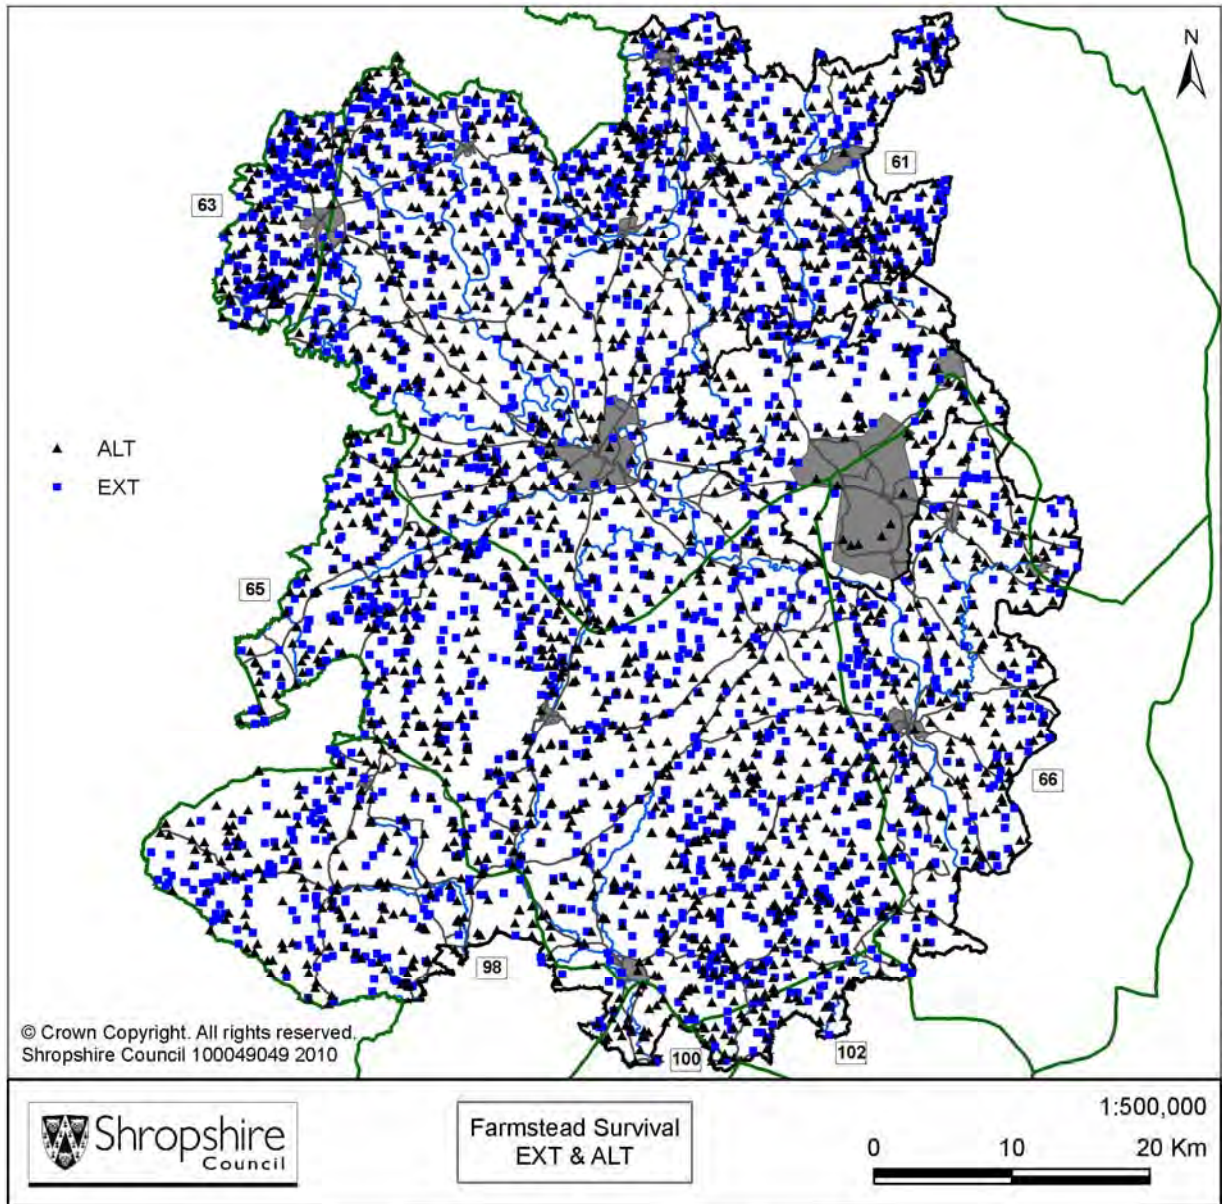 N
61
63
ALT
EXT
65
66
98
© Crown Copyright. All rights reserved.
Shropshire Council 100049049 2010
100
102
Shropshire
Council
Farmstead Survival
EXT & ALT
1:500,000
0 10 20 Km